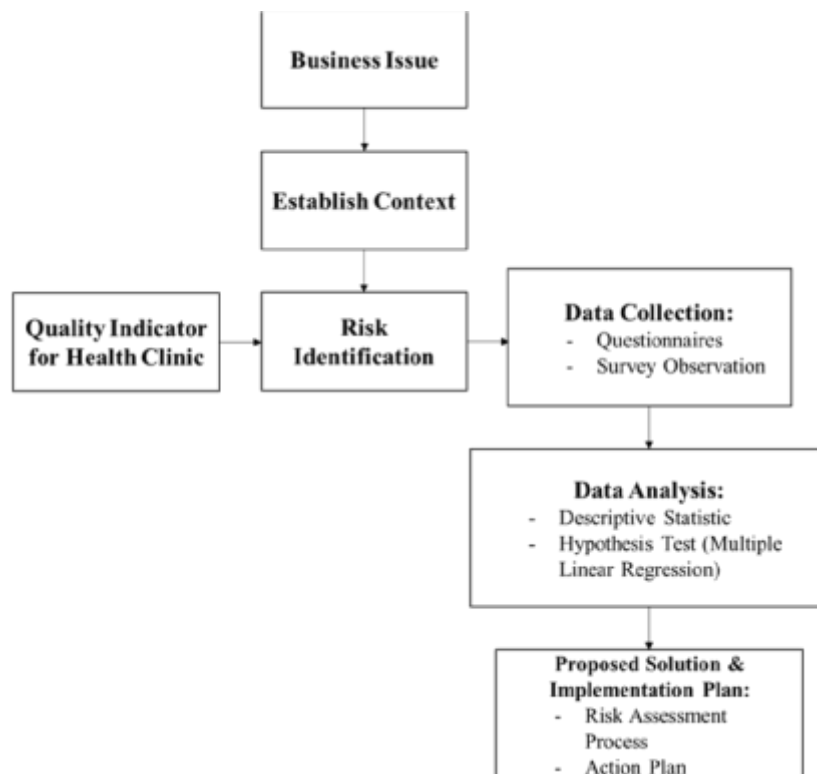 Business Issue
Establish Context
Quality Indicator
for Health Clinic
Risk
Identification
Data Collection:
- Questionnaires
- Survey Observation
Data Analysis:
- Descriptive Statistic
- Hypothesis Test (Multiple
Linear Regression)
Proposed Solution &
Implementation Plan:
- Risk Assessment
Process
- Action Plan